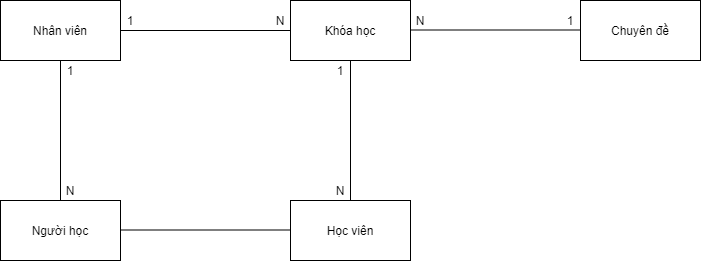 Nhân viên
1
N
Khóa học
N
1
Chuyên đề
1
1
N
N
Người học
Học viên